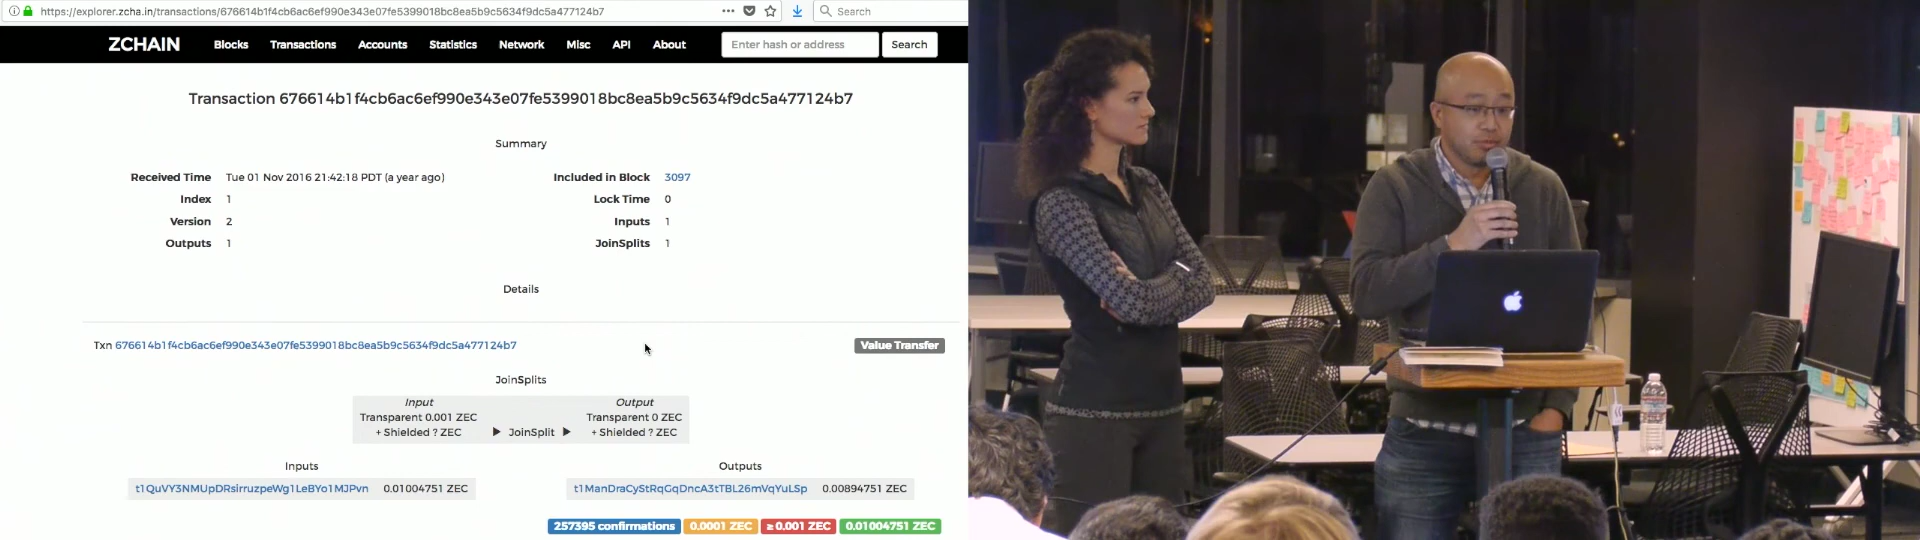 https://explorer.zcha.in/transactions/676614b1f4cb6ac6ef990e343e07fe5399018bc8ea5b9c5634f9dc5a477124b7
Search
ZCHAIN Blocks Transactions Accounts Statistics Network Misc API About Enter hash or address Search
Transaction 676614b1f4cb6ac6ef990e343e07fe5399018bc8ea5b9c5634f9dc5a477124b7
Summary
Received Time Tue 01 Nov 2016 21:42:18 PDT (a year ago) Included in Block 3097
Index 1 Lock Time 0
Version 2 Inputs 1
Outputs 1 JoinSplits 1
Details
Txn 676614b1f4cb6ac6ef990e343e07fe5399018bc8ea5b9c5634f9dc5a477124b7 Value Transfer
JoinSplits
Input Output
Transparent 0.001 ZEC Transparent 0 ZEC
+ Shielded ? ZEC ▶ JoinSplit ▶ + Shielded ? ZEC
Inputs Outputs
t1QuVY3NMUpDRsirruzpeWg1LeBYo1MJPvn 0.01004751 ZEC t1ManDraCyStRqGqDncA3tTBL26mVqYuLSp 0.00894751 ZEC
257395 confirmations 0.0001 ZEC ≥ 0.001 ZEC 0.01004751 ZEC